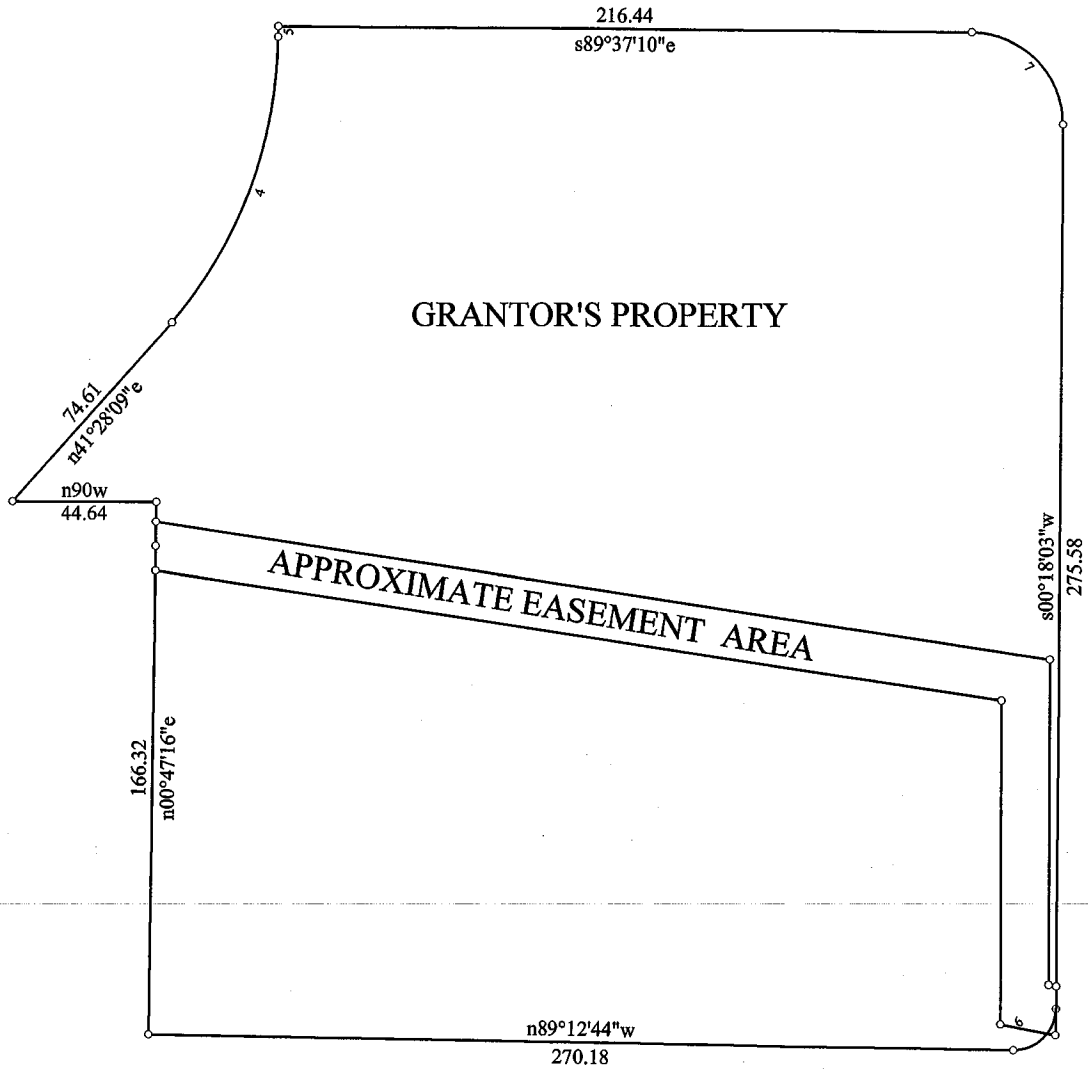 216.44
s89°37'10"e
5
7
4
GRANTOR'S PROPERTY
74.61
n41°28'09"e
n90w
44.64
s00°18'03"w
275.58
APPROXIMATE EASEMENT AREA
166.32
n00°47'16"e
6
n89°12'44"w
270.18